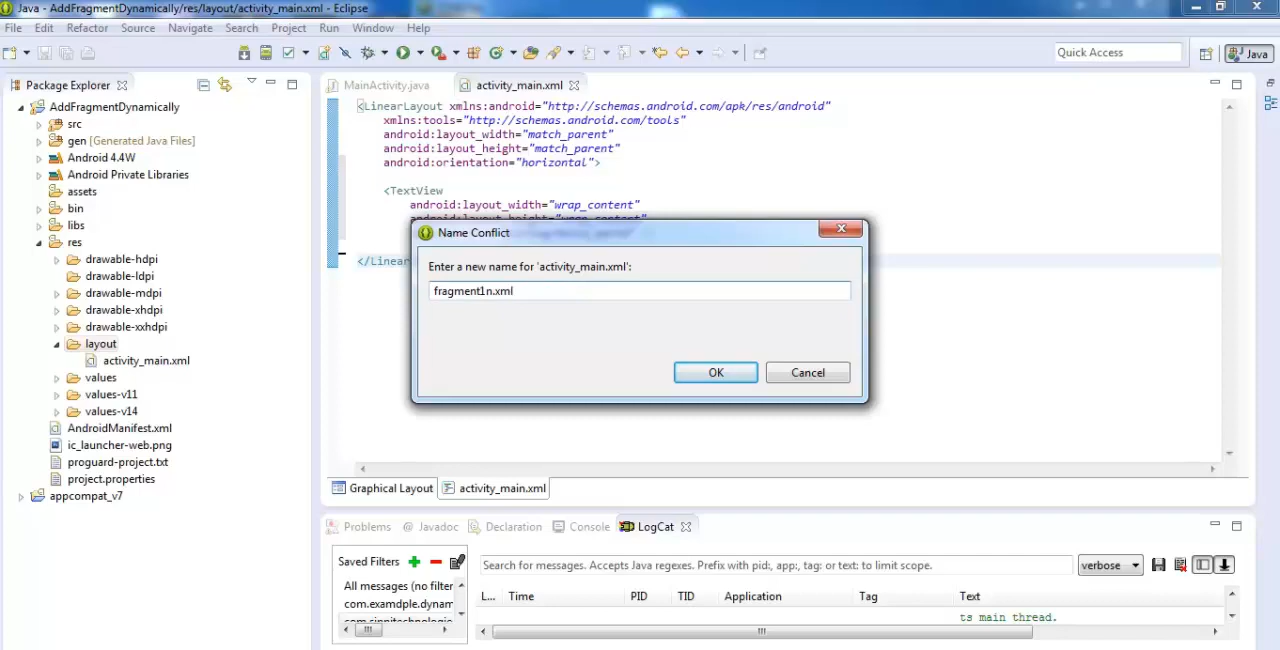 Java - AddFragmentDynamically/res/layout/activity_main.xml - Eclipse
File Edit Refactor Source Navigate Search Project Run Window Help
Quick Access
Java
Package Explorer
MainActivity.java
activity_main.xml
AddFragmentDynamically
src
gen [Generated Java Files]
Android 4.4W
Android Private Libraries
assets
bin
libs
res
drawable-hdpi
drawable-ldpi
drawable-mdpi
drawable-xhdpi
drawable-xxhdpi
layout
activity_main.xml
values
values-v11
values-v14
AndroidManifest.xml
ic_launcher-web.png
proguard-project.txt
project.properties
appcompat_v7
<LinearLayout xmlns:android="http://schemas.android.com/apk/res/android"
xmlns:tools="http://schemas.android.com/tools"
android:layout_width="match_parent"
android:layout_height="match_parent"
android:orientation="horizontal">
<TextView
android:layout_width="wrap_content"
android:layout_height="wrap_content"
</Linear
Name Conflict
Enter a new name for 'activity_main.xml':
fragment1n.xml
OK
Cancel
Graphical Layout
activity_main.xml
Problems @ Javadoc Declaration Console LogCat
Saved Filters
All messages (no filter
com.examdple.dynam
Search for messages. Accepts Java regexes. Prefix with pid:, app:, tag: or text: to limit scope.
verbose
L... Time PID TID Application Tag Text
ts main thread.